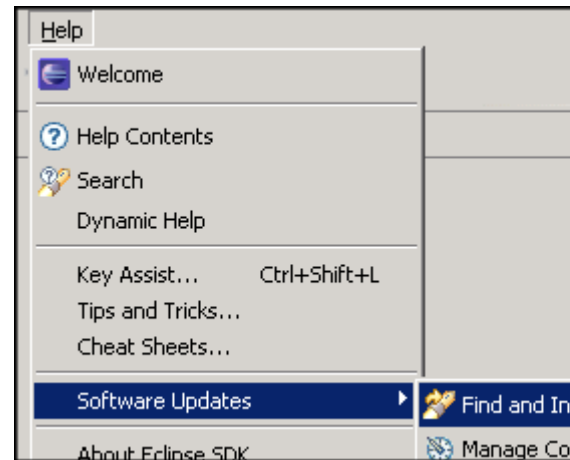 Help
Welcome
Help Contents
Search
Dynamic Help
Key Assist... Ctrl+Shift+L
Tips and Tricks...
Cheat Sheets...
Software Updates
Find and In
About Eclipse SDK
Manage Co